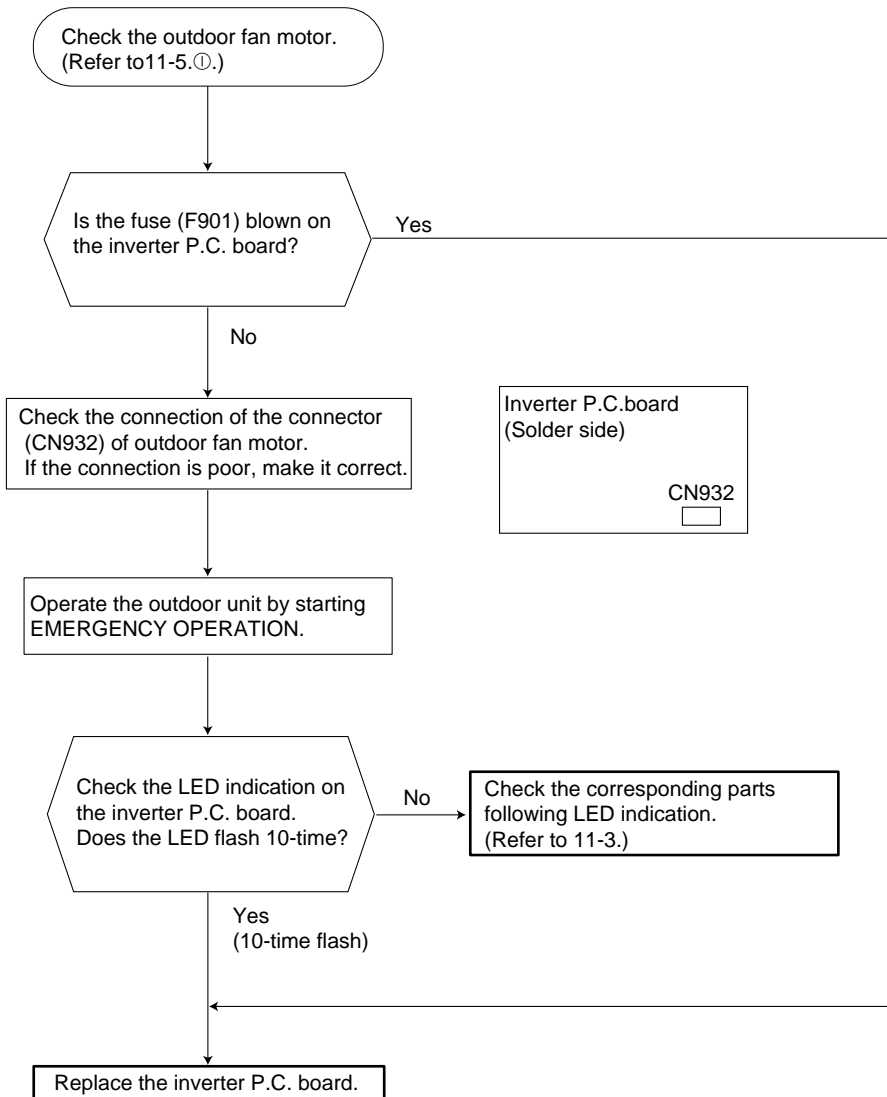 Check the outdoor fan motor.
(Refer to11-5.Ⓘ.)
Is the fuse (F901) blown on
the inverter P.C. board?
Yes
No
Check the connection of the connector
(CN932) of outdoor fan motor.
If the connection is poor, make it correct.
Inverter P.C.board
(Solder side)
CN932
Operate the outdoor unit by starting
EMERGENCY OPERATION.
Check the LED indication on
the inverter P.C. board.
Does the LED flash 10-time?
No
Check the corresponding parts
following LED indication.
(Refer to 11-3.)
Yes
(10-time flash)
Replace the inverter P.C. board.